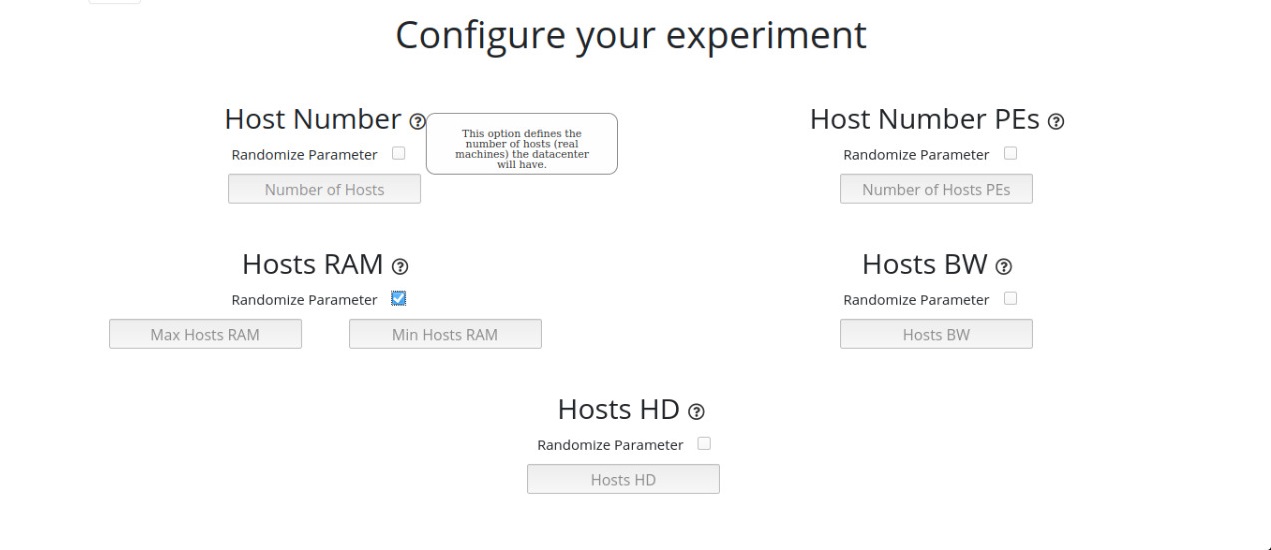 Configure your experiment
Host Number
This option defines the
number of hosts (real
machines) the datacenter
will have.
Randomize Parameter
Number of Hosts
Host Number PEs
Randomize Parameter
Number of Hosts PEs
Hosts RAM
Randomize Parameter
Max Hosts RAM
Min Hosts RAM
Hosts BW
Randomize Parameter
Hosts BW
Hosts HD
Randomize Parameter
Hosts HD